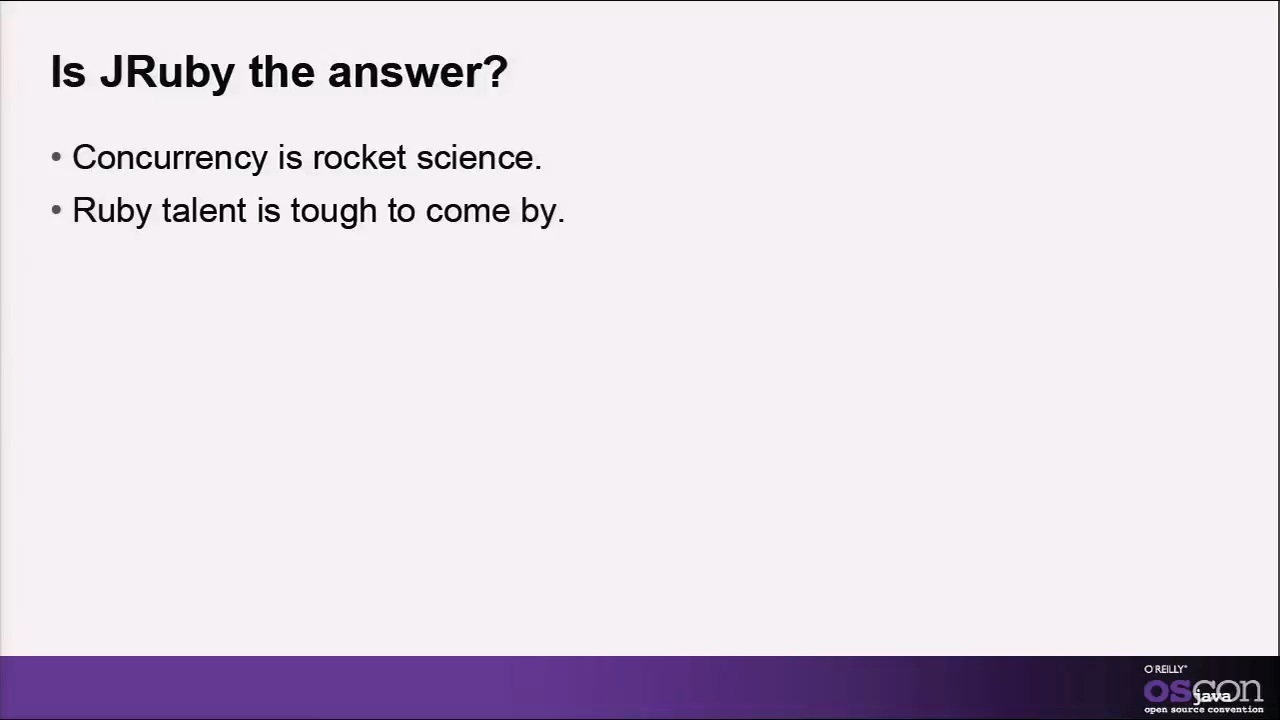 Is JRuby the answer?
• Concurrency is rocket science.
• Ruby talent is tough to come by.
O REILLY®
oscon
java
open source convention